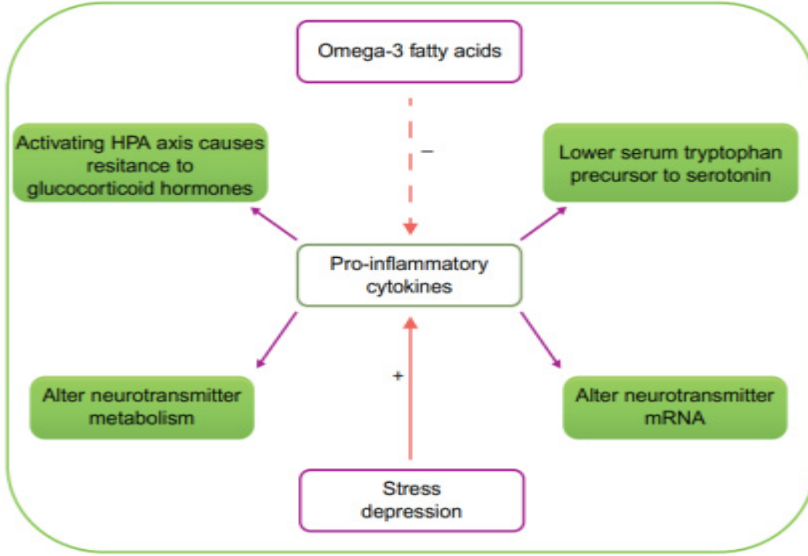 Omega-3 fatty acids
Activating HPA axis causes
resitance to
glucocorticoid hormones
–
Lower serum tryptophan
precursor to serotonin
Pro-inflammatory
cytokines
Alter neurotransmitter
metabolism
+
Alter neurotransmitter
mRNA
Stress
depression